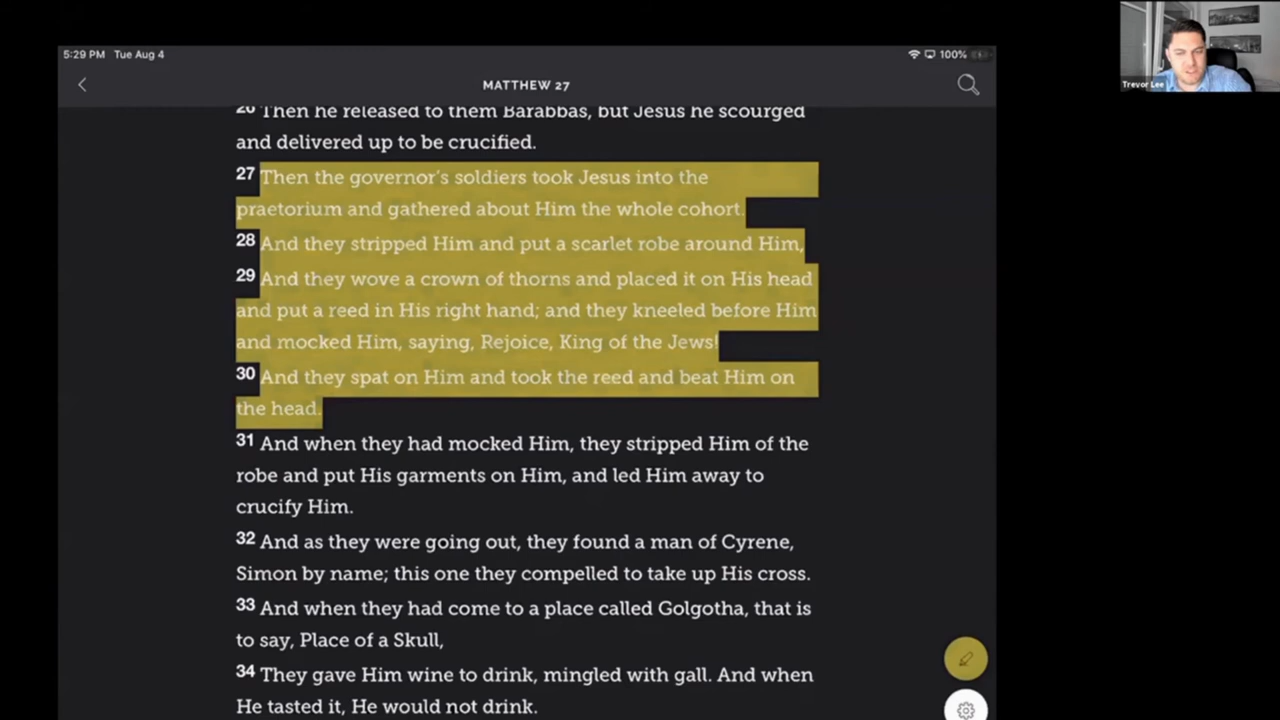 5:29 PM Tue Aug 4
100%
MATTHEW 27
Trevor Lee
26 Then he released to them Barabbas, but Jesus he scourged
and delivered up to be crucified.
27 Then the governor's soldiers took Jesus into the
praetorium and gathered about Him the whole cohort.
28 And they stripped Him and put a scarlet robe around Him,
29 And they wove a crown of thorns and placed it on His head
and put a reed in His right hand; and they kneeled before Him
and mocked Him, saying, Rejoice, King of the Jews!
30 And they spat on Him and took the reed and beat Him on
the head.
31 And when they had mocked Him, they stripped Him of the
robe and put His garments on Him, and led Him away to
crucify Him.
32 And as they were going out, they found a man of Cyrene,
Simon by name; this one they compelled to take up His cross.
33 And when they had come to a place called Golgotha, that is
to say, Place of a Skull,
34 They gave Him wine to drink, mingled with gall. And when
He tasted it, He would not drink.